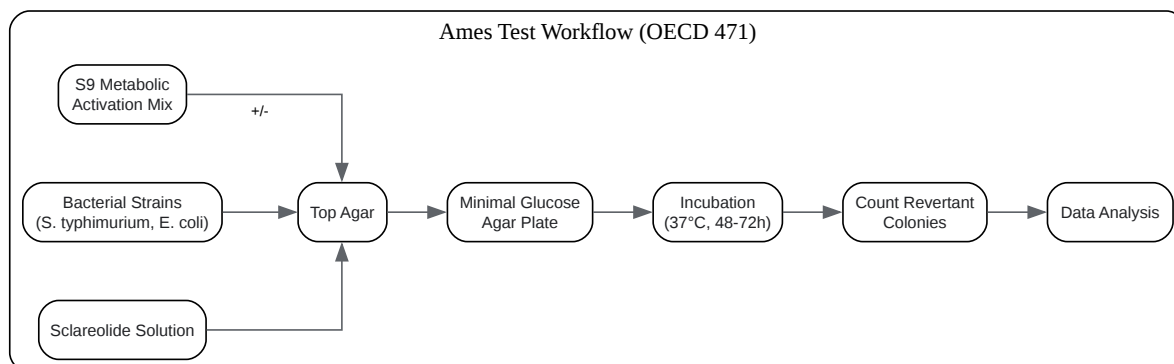 Ames Test Workflow (OECD 471)
S9 Metabolic
Activation Mix
+/-
Bacterial Strains
(S. typhimurium, E. coli)
Top Agar
Minimal Glucose
Agar Plate
Incubation
(37°C, 48-72h)
Count Revertant
Colonies
Data Analysis
Sclareolide Solution